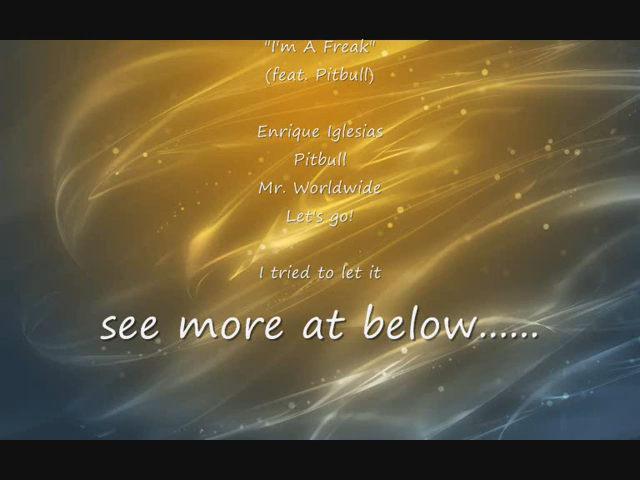 "I'm A Freak"
(feat. Pitbull)
Enrique Iglesias
Pitbull
Mr. Worldwide
Let's go!
I tried to let it
see more at below......